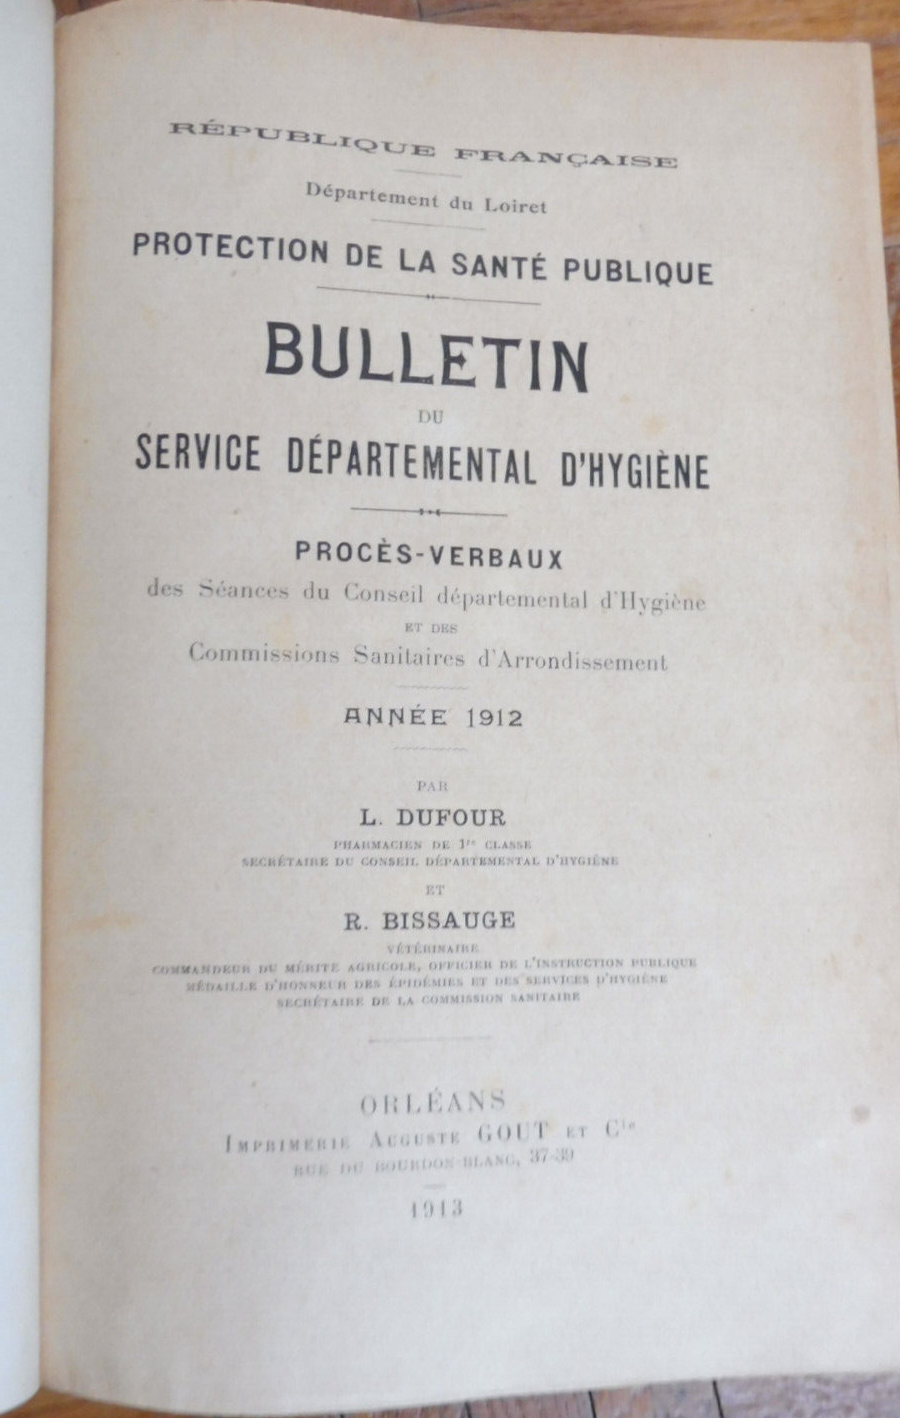 RÉPUBLIQUE FRANÇAISE
Département du Loiret
PROTECTION DE LA SANTÉ PUBLIQUE
BULLETIN
DU
SERVICE DÉPARTEMENTAL D'HYGIÈNE
PROCÈS-VERBAUX
des Séances du Conseil départemental d'Hygiène
ET DES
Commissions Sanitaires d'Arrondissement
ANNÉE 1912
PAR
L. DUFOUR
PHARMACIEN DE 1re CLASSE
SECRÉTAIRE DU CONSEIL DÉPARTEMENTAL D'HYGIÈNE
ET
R. BISSAUGE
VÉTÉRINAIRE
COMMANDEUR DU MÉRITE AGRICOLE, OFFICIER DE L'INSTRUCTION PUBLIQUE
MÉDAILLE D'HONNEUR DES ÉPIDÉMIES ET DES SERVICES D'HYGIÈNE
SECRÉTAIRE DE LA COMMISSION SANITAIRE
ORLÉANS
IMPRIMERIE AUGUSTE GOUT ET Cie
RUE DU BOURDON-BLANC, 37-39
1913